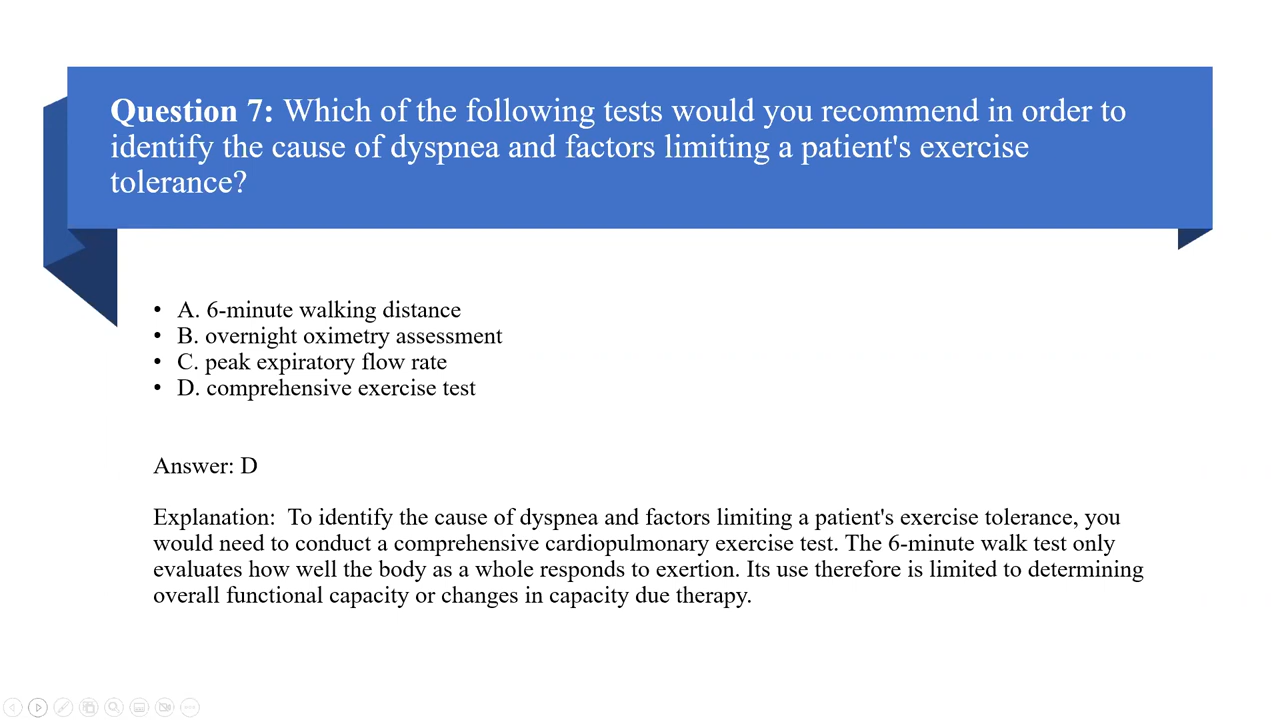 Question 7: Which of the following tests would you recommend in order to
identify the cause of dyspnea and factors limiting a patient's exercise
tolerance?
• A. 6-minute walking distance
• B. overnight oximetry assessment
• C. peak expiratory flow rate
• D. comprehensive exercise test
Answer: D
Explanation:  To identify the cause of dyspnea and factors limiting a patient's exercise tolerance, you
would need to conduct a comprehensive cardiopulmonary exercise test. The 6-minute walk test only
evaluates how well the body as a whole responds to exertion. Its use therefore is limited to determining
overall functional capacity or changes in capacity due therapy.